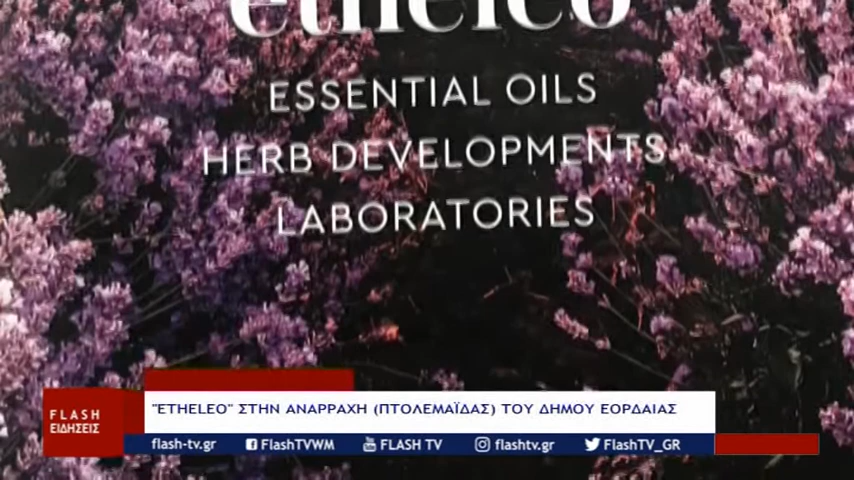 etheleo
ESSENTIAL OILS
HERB DEVELOPMENTS
LABORATORIES
FLASH
ΕΙΔΗΣΕΙΣ
"ETHELEO" ΣΤΗΝ ΑΝΑΡΡΑΧΗ (ΠΤΟΛΕΜΑΪΔΑΣ) ΤΟΥ ΔΗΜΟΥ ΕΟΡΔΑΙΑΣ
flash-tv.gr FlashTVWM FLASH TV flashtv.gr FlashTV_GR